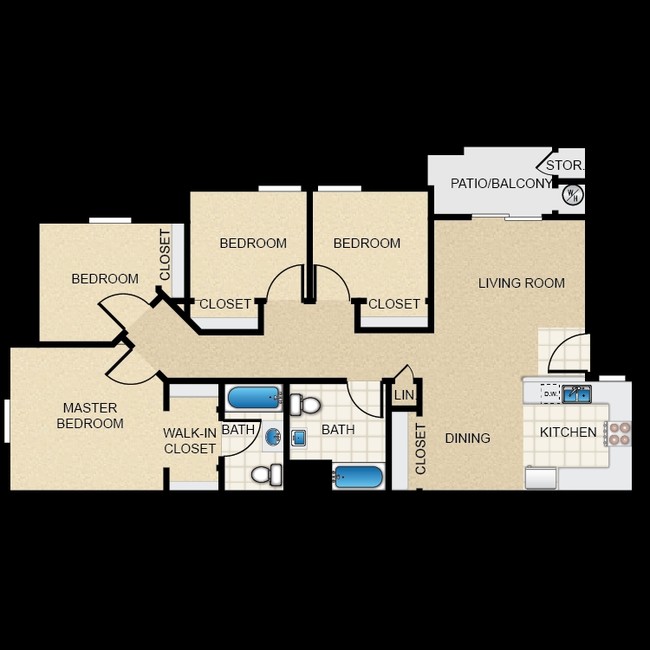 STOR.
PATIO/BALCONY
W/H
BEDROOM
BEDROOM
CLOSET
BEDROOM
LIVING ROOM
CLOSET
CLOSET
LIN.
D.W.
MASTER
BEDROOM
WALK-IN
CLOSET
BATH
BATH
CLOSET
DINING
KITCHEN